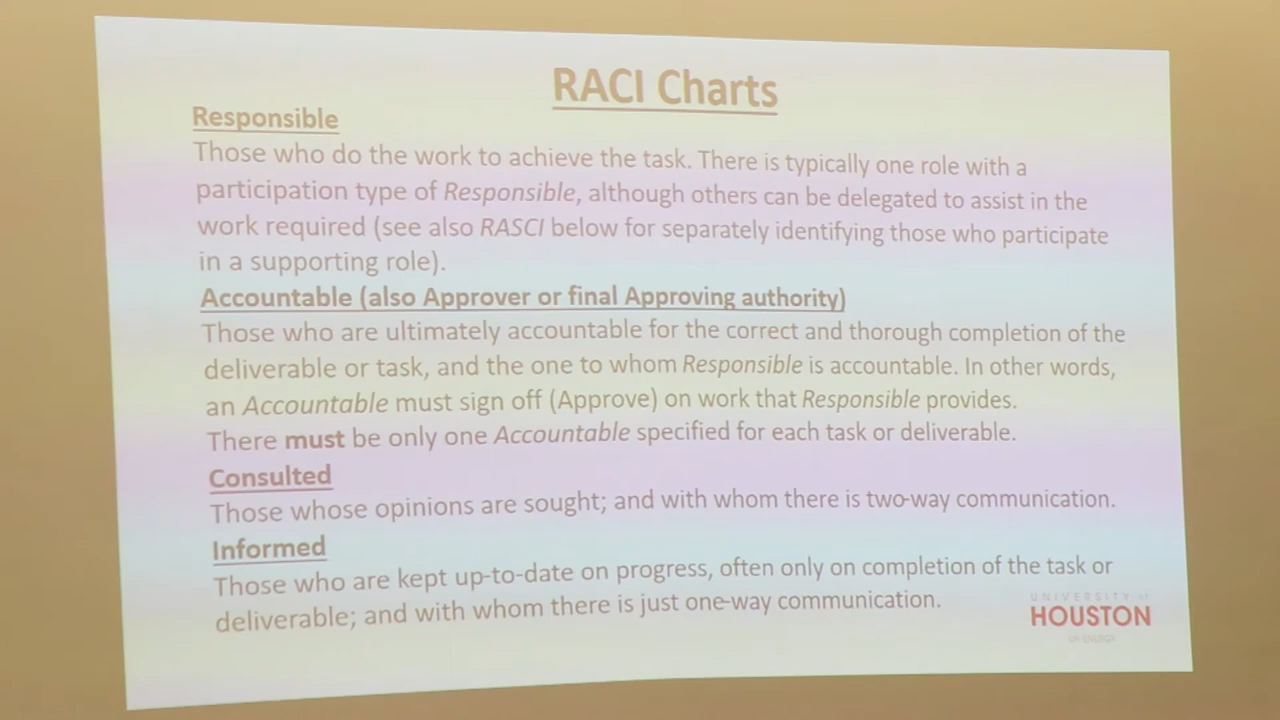 RACI Charts
Responsible
Those who do the work to achieve the task. There is typically one role with a
participation type of Responsible, although others can be delegated to assist in the
work required (see also RASCI below for separately identifying those who participate
in a supporting role).
Accountable (also Approver or final Approving authority)
Those who are ultimately accountable for the correct and thorough completion of the
deliverable or task, and the one to whom Responsible is accountable. In other words,
an Accountable must sign off (Approve) on work that Responsible provides.
There must be only one Accountable specified for each task or deliverable.
Consulted
Those whose opinions are sought; and with whom there is two-way communication.
Informed
Those who are kept up-to-date on progress, often only on completion of the task or
deliverable; and with whom there is just one-way communication.
UNIVERSITY of
HOUSTON
UH ENERGY